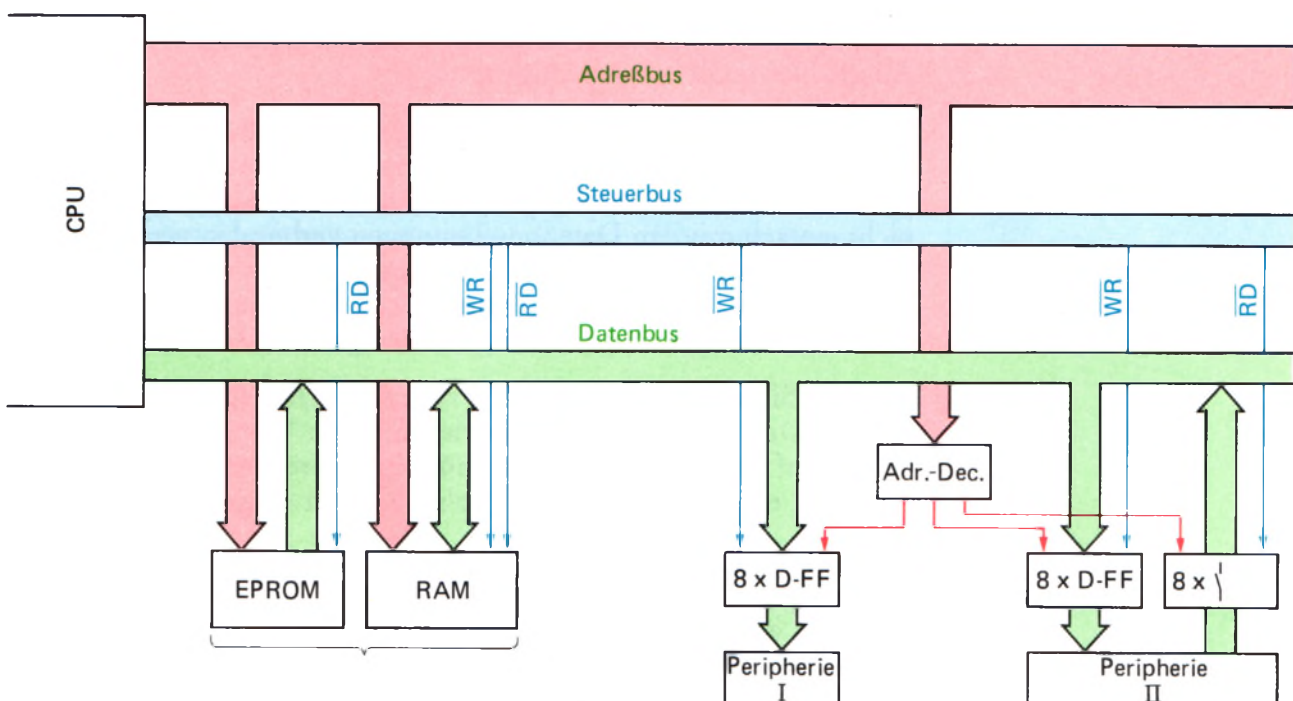 CPU
Adreßbus
Steuerbus
RD
WR
RD
WR
WR
RD
Datenbus
Adr.-Dec.
EPROM
RAM
8 x D-FF
8 x D-FF
8 x
Peripherie
I
Peripherie
II